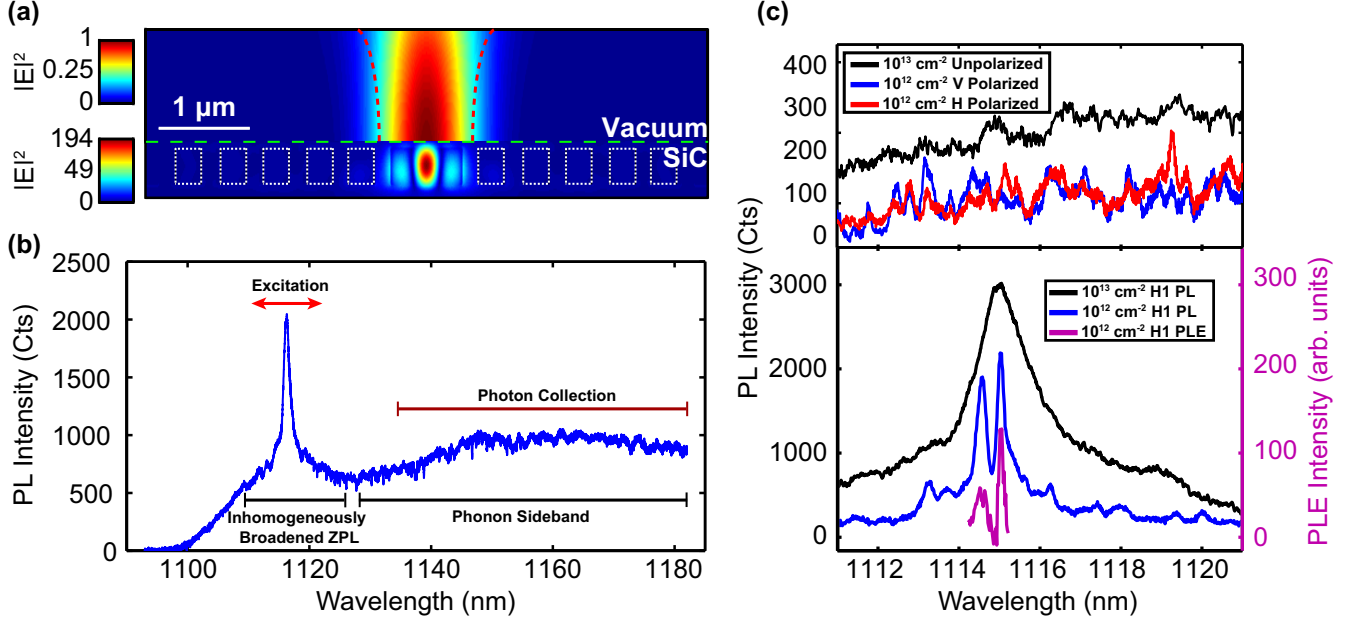 (a)
|E|²
1
0.25
0
1 μm
Vacuum
SiC
|E|²
194
49
0
(b)
PL Intensity (Cts)
2500
2000
1500
1000
500
0
Excitation
Photon Collection
Inhomogeneously
Broadened ZPL
Phonon Sideband
1100 1120 1140 1160 1180
Wavelength (nm)
(c)
400
300
200
100
0
10¹³ cm⁻² Unpolarized
10¹² cm⁻² V Polarized
10¹² cm⁻² H Polarized
PL Intensity (Cts)
3000
2000
1000
0
10¹³ cm⁻² H1 PL
10¹² cm⁻² H1 PL
10¹² cm⁻² H1 PLE
300
200
100
0
PLE Intensity (arb. units)
1112 1114 1116 1118 1120
Wavelength (nm)